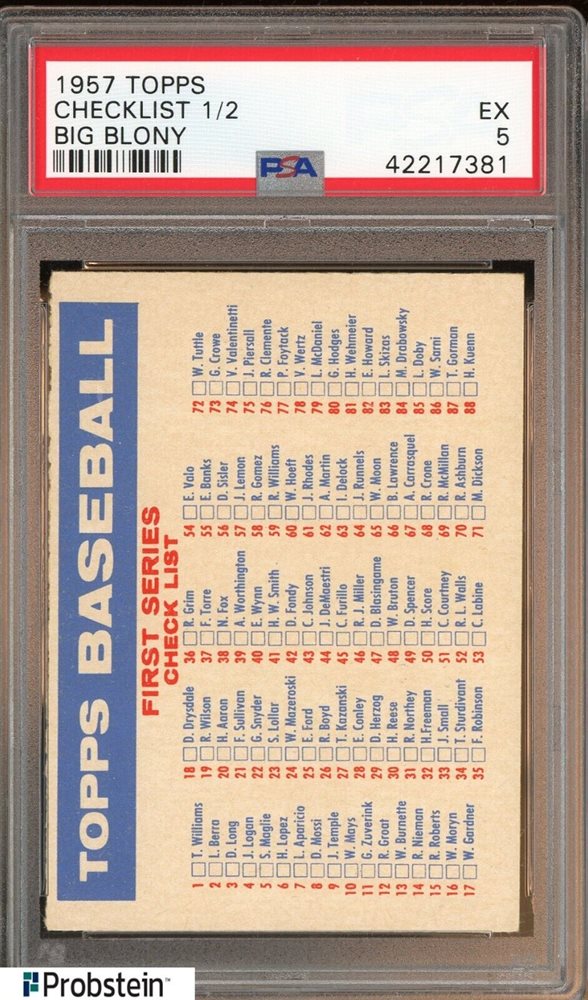 1957 TOPPS
CHECKLIST 1/2
BIG BLONY
EX
5
PSA
42217381
TOPPS BASEBALL
FIRST SERIES
CHECK LIST
1 T. Williams
2 L. Berra
3 D. Long
4 J. Logan
5 S. Maglie
6 H. Lopez
7 L. Aparicio
8 D. Mossi
9 J. Temple
10 W. Mays
11 G. Zuverink
12 R. Groat
13 W. Burnette
14 R. Nieman
15 R. Roberts
16 W. Moryn
17 W. Gardner
18 D. Drysdale
19 R. Wilson
20 H. Aaron
21 F. Sullivan
22 G. Snyder
23 S. Lollar
24 W. Mazeroski
25 E. Ford
26 R. Boyd
27 T. Kazanski
28 E. Conley
29 D. Herzog
30 H. Reese
31 R. Northey
32 H.Freeman
33 J. Small
34 T. Sturdivant
35 F. Robinson
36 R. Grim
37 F. Torre
38 N. Fox
39 A. Worthington
40 E. Wynn
41 H. W. Smith
42 D. Fondy
43 C. Johnson
44 J. DeMaestri
45 C. Furillo
46 R. J. Miller
47 D. Blasingame
48 W. Bruton
49 D. Spencer
50 H. Score
51 C. Courtney
52 R. L. Walls
53 C. Labine
54 E. Valo
55 E. Banks
56 D. Sisler
57 J. Lemon
58 R. Gomez
59 R. Williams
60 W. Hoeft
61 J. Rhodes
62 A. Martin
63 I. Delock
64 J. Runnels
65 W. Moon
66 B. Lawrence
67 A. Carrasquel
68 R. Crone
69 R. McMillan
70 R. Ashburn
71 M. Dickson
72 W. Tuttle
73 G. Crowe
74 V. Valentinetti
75 J. Piersall
76 R. Clemente
77 P. Foytack
78 V. Wertz
79 L. McDaniel
80 G. Hodges
81 H. Wehmeier
82 E. Howard
83 L. Skizas
84 M. Drabowsky
85 L. Doby
86 W. Sarni
87 T. Gorman
88 H. Kuenn
Probstein™